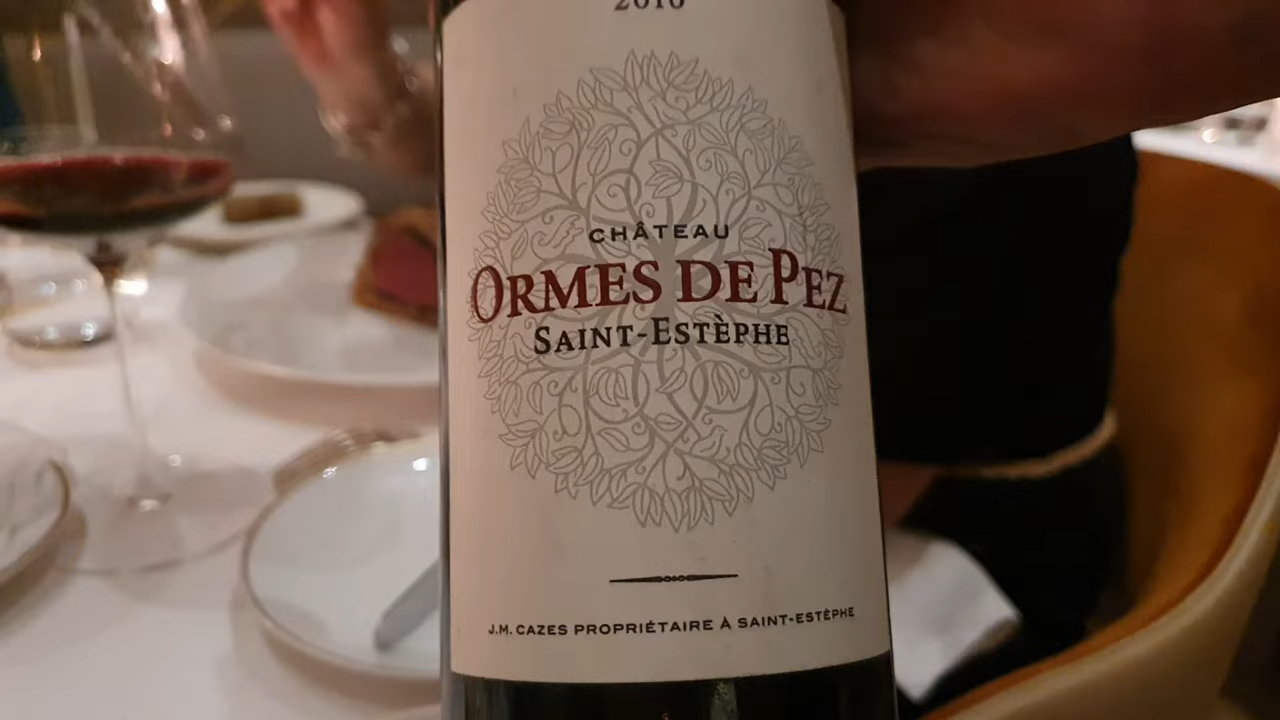 CHÂTEAU
ORMES DE PEZ
SAINT-ESTÈPHE
J.M. CAZES PROPRIÉTAIRE À SAINT-ESTÈPHE